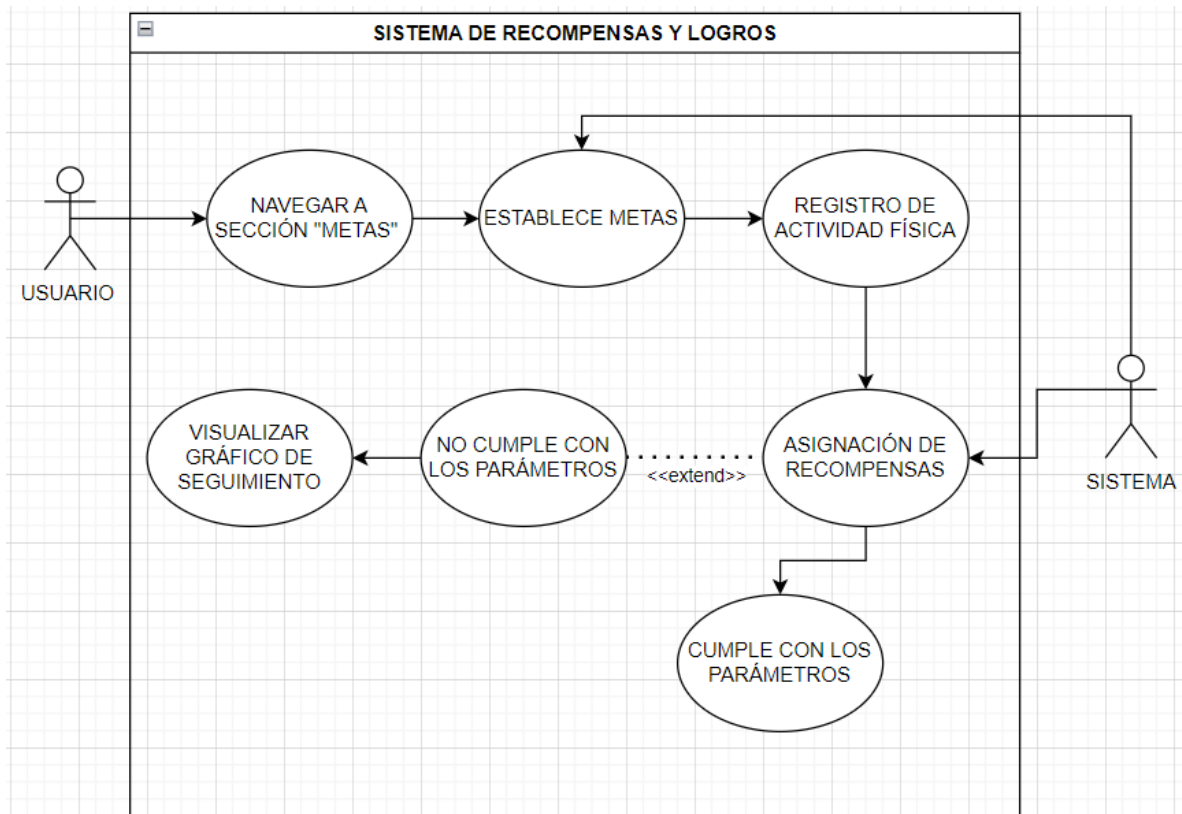 SISTEMA DE RECOMPENSAS Y LOGROS
NAVEGAR A
SECCIÓN "METAS"
ESTABLECE METAS
REGISTRO DE
ACTIVIDAD FÍSICA
USUARIO
VISUALIZAR
GRÁFICO DE
SEGUIMIENTO
NO CUMPLE CON
LOS PARÁMETROS
<<extend>>
ASIGNACIÓN DE
RECOMPENSAS
SISTEMA
CUMPLE CON LOS
PARÁMETROS